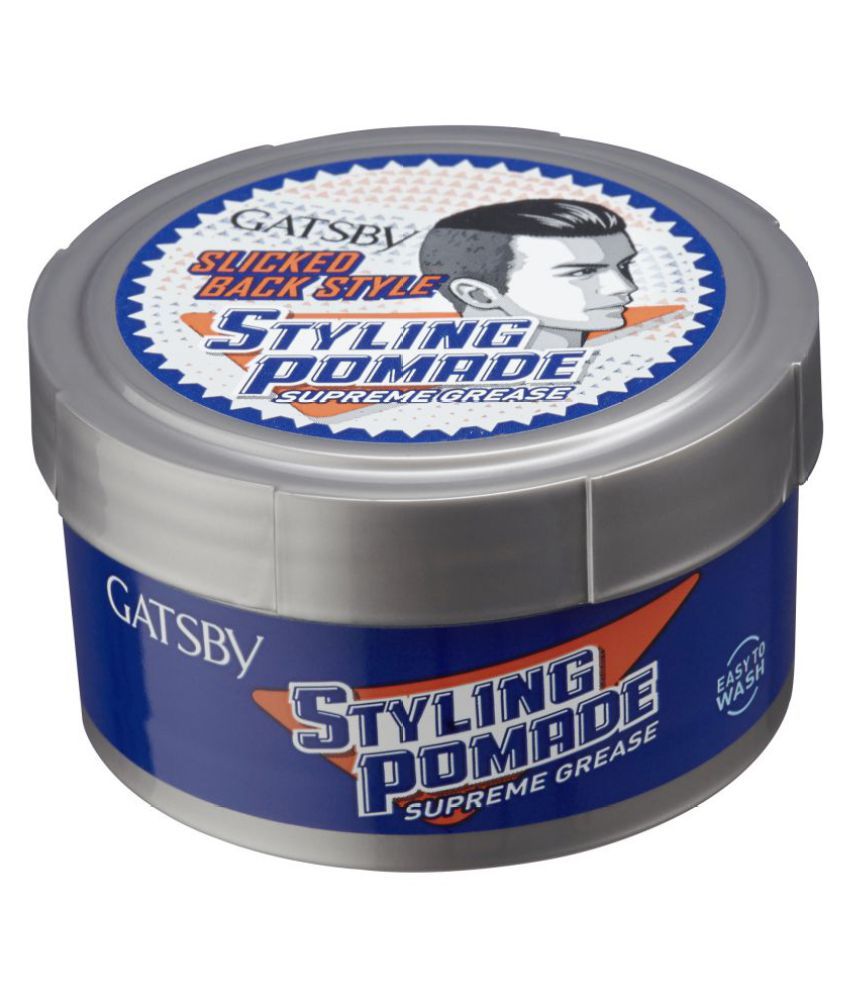 GATSBY
SLICKED
BACK STYLE
STYLING
POMADE
SUPREME GREASE
GATSBY
STYLING
POMADE
SUPREME GREASE
EASY TO
WASH